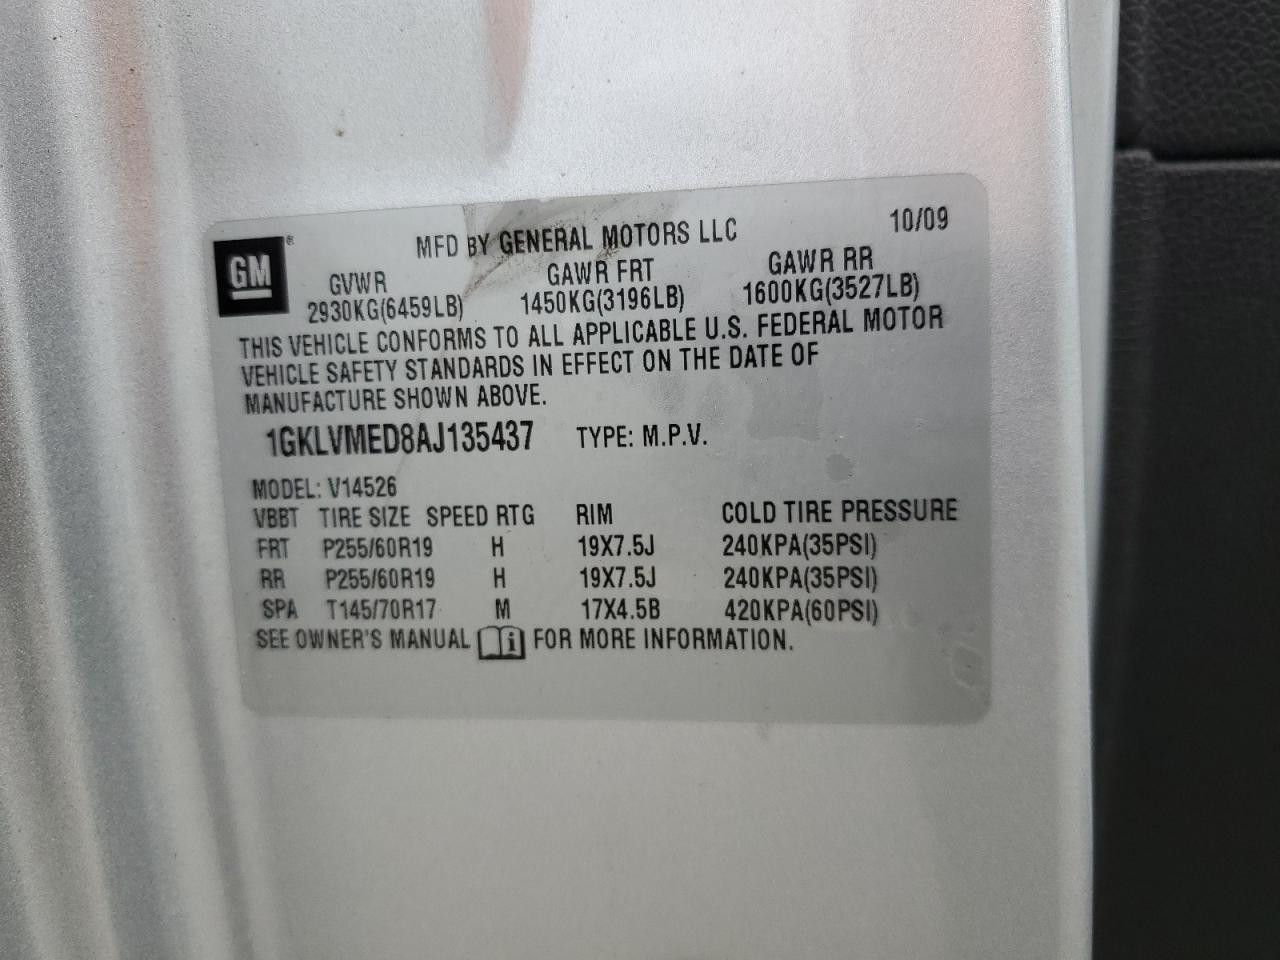 GM ®
MFD BY GENERAL MOTORS LLC 10/09
GVWR GAWR FRT GAWR RR
2930KG(6459LB) 1450KG(3196LB) 1600KG(3527LB)
THIS VEHICLE CONFORMS TO ALL APPLICABLE U.S. FEDERAL MOTOR
VEHICLE SAFETY STANDARDS IN EFFECT ON THE DATE OF
MANUFACTURE SHOWN ABOVE.
1GKLVMED8AJ135437 TYPE: M.P.V.
MODEL: V14526
VBBT TIRE SIZE SPEED RTG RIM COLD TIRE PRESSURE
FRT P255/60R19 H 19X7.5J 240KPA(35PSI)
RR P255/60R19 H 19X7.5J 240KPA(35PSI)
SPA T145/70R17 M 17X4.5B 420KPA(60PSI)
SEE OWNER'S MANUAL i FOR MORE INFORMATION.